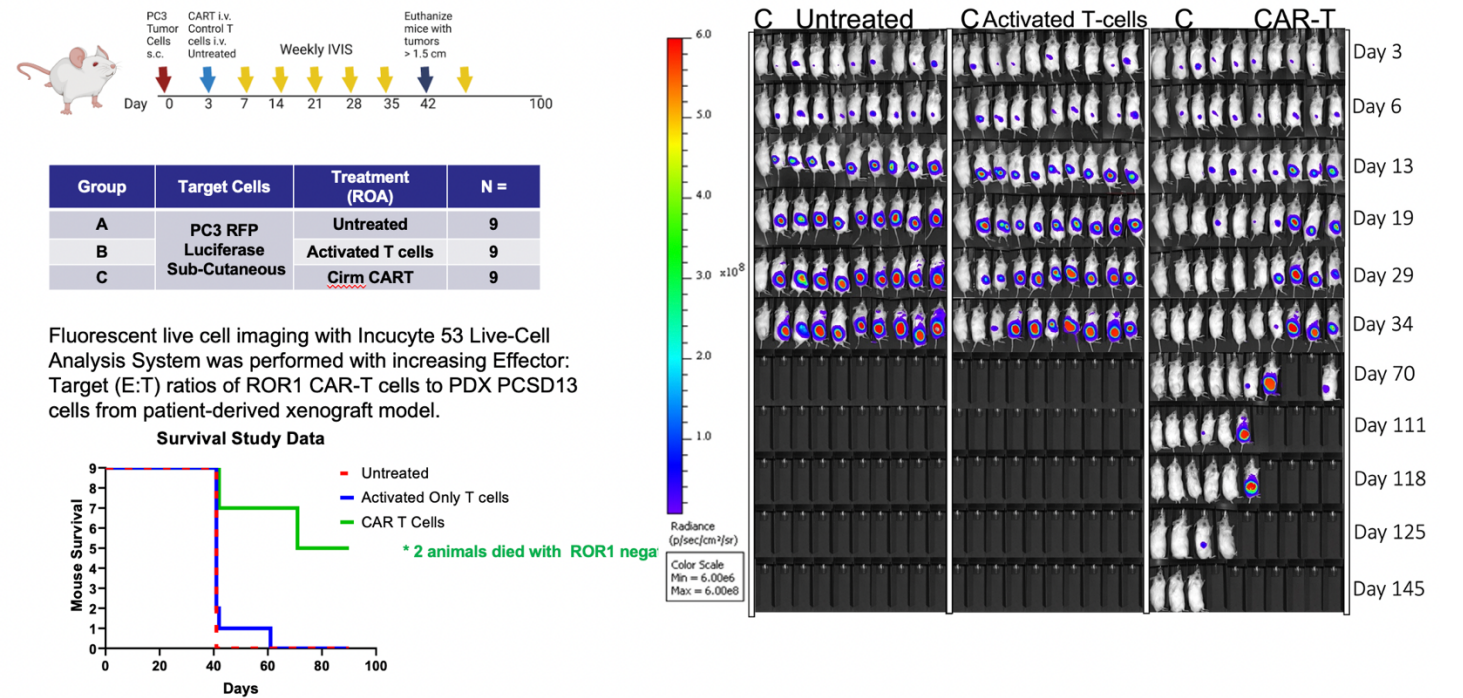 PC3
Tumor
Cells
s.c.
CART i.v.
Control T
cells i.v.
Untreated
Weekly IVIS
Euthanize
mice with
tumors
> 1.5 cm
Day 0 3 7 14 21 28 35 42 100
Group Target Cells Treatment (ROA) N =
A Untreated 9
B Activated T cells 9
C Cirm CART 9
PC3 RFP
Luciferase
Sub-Cutaneous
Fluorescent live cell imaging with Incucyte 53 Live-Cell
Analysis System was performed with increasing Effector:
Target (E:T) ratios of ROR1 CAR-T cells to PDX PCSD13
cells from patient-derived xenograft model.
Survival Study Data
Mouse Survival
9
8
7
6
5
4
3
2
1
0
0 20 40 60 80 100
Days
Untreated
Activated Only T cells
CAR T Cells
* 2 animals died with ROR1 nega
6.0
5.0
4.0
3.0
x10⁸
2.0
1.0
Radiance
(p/sec/cm²/sr)
Color Scale
Min = 6.00e6
Max = 6.00e8
C Untreated C Activated T-cells C CAR-T
Day 3
Day 6
Day 13
Day 19
Day 29
Day 34
Day 70
Day 111
Day 118
Day 125
Day 145